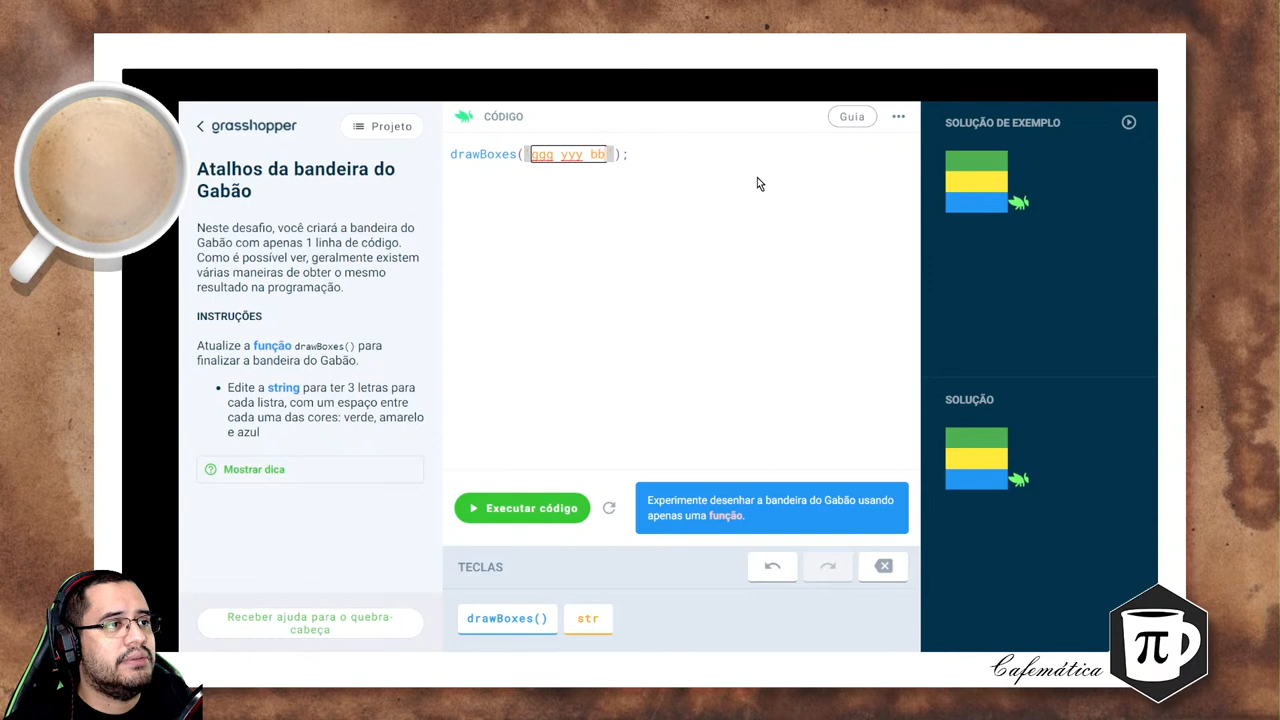 grasshopper
Projeto
Atalhos da bandeira do
Gabão
Neste desafio, você criará a bandeira do
Gabão com apenas 1 linha de código.
Como é possível ver, geralmente existem
várias maneiras de obter o mesmo
resultado na programação.
INSTRUÇÕES
Atualize a função drawBoxes() para
finalizar a bandeira do Gabão.
• Edite a string para ter 3 letras para
cada listra, com um espaço entre
cada uma das cores: verde, amarelo
e azul
Mostrar dica
Receber ajuda para o quebra-
cabeça
CÓDIGO
Guia
drawBoxes(`ggg yyy bb`);
Executar código
Experimente desenhar a bandeira do Gabão usando
apenas uma função.
TECLAS
drawBoxes()
str
SOLUÇÃO DE EXEMPLO
SOLUÇÃO
Cafemática
π